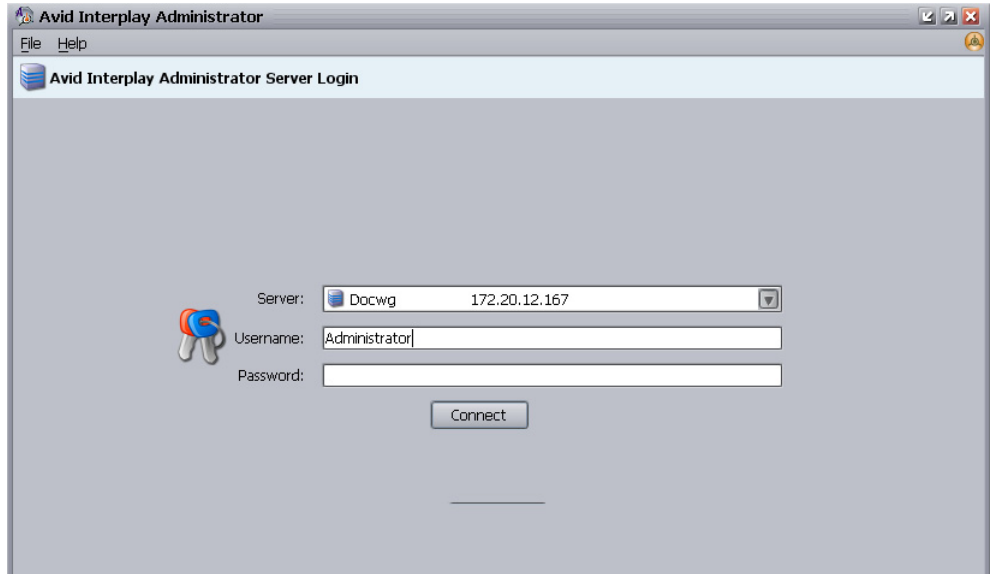 Avid Interplay Administrator
File Help
Avid Interplay Administrator Server Login
Server: Docwg 172.20.12.167
Username: Administrator
Password:
Connect